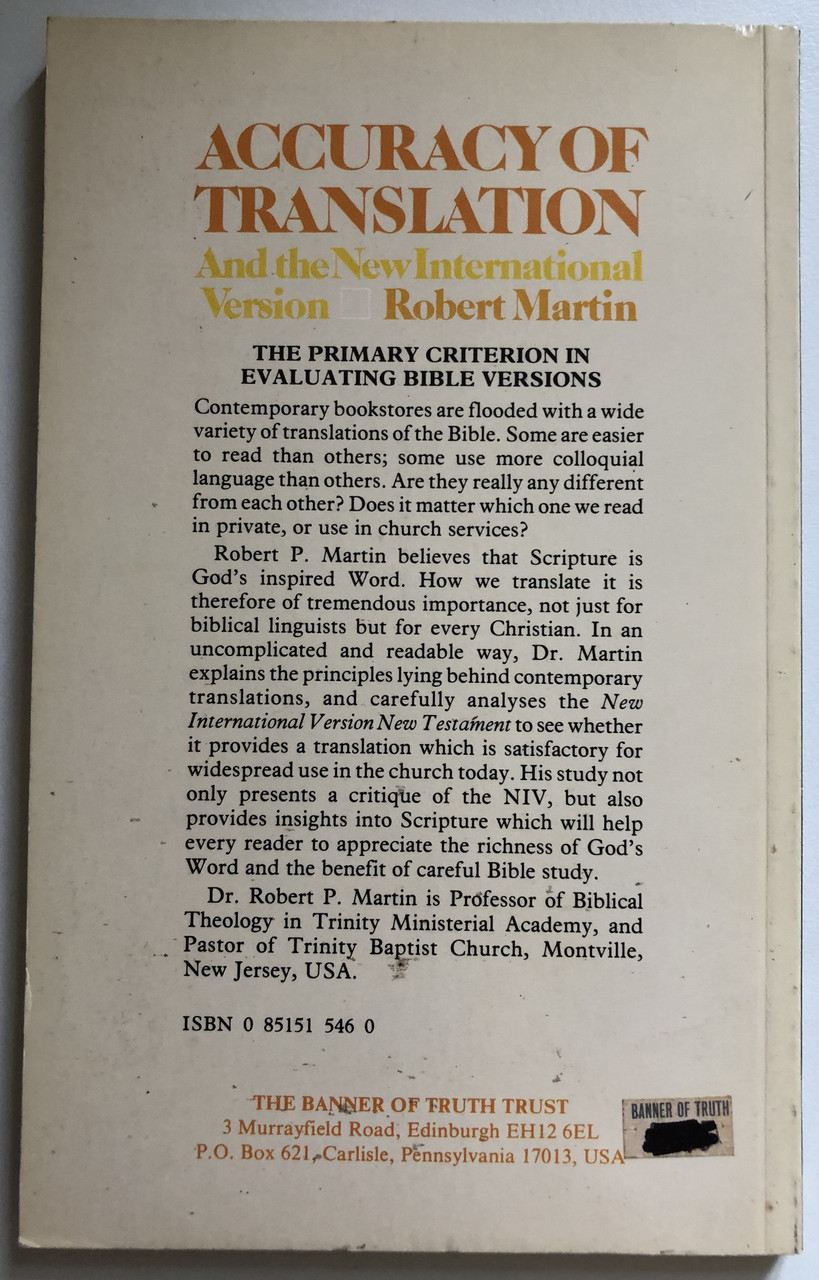 ACCURACY OF
TRANSLATION
And the New International
Version Robert Martin
THE PRIMARY CRITERION IN
EVALUATING BIBLE VERSIONS
Contemporary bookstores are flooded with a wide
variety of translations of the Bible. Some are easier
to read than others; some use more colloquial
language than others. Are they really any different
from each other? Does it matter which one we read
in private, or use in church services?
Robert P. Martin believes that Scripture is
God's inspired Word. How we translate it is
therefore of tremendous importance, not just for
biblical linguists but for every Christian. In an
uncomplicated and readable way, Dr. Martin
explains the principles lying behind contemporary
translations, and carefully analyses the New
International Version New Testament to see whether
it provides a translation which is satisfactory for
widespread use in the church today. His study not
only presents a critique of the NIV, but also
provides insights into Scripture which will help
every reader to appreciate the richness of God's
Word and the benefit of careful Bible study.
Dr. Robert P. Martin is Professor of Biblical
Theology in Trinity Ministerial Academy, and
Pastor of Trinity Baptist Church, Montville,
New Jersey, USA.
ISBN 0 85151 546 0
THE BANNER OF TRUTH TRUST
3 Murrayfield Road, Edinburgh EH12 6EL
P.O. Box 621, Carlisle, Pennsylvania 17013, USA
BANNER OF TRUTH